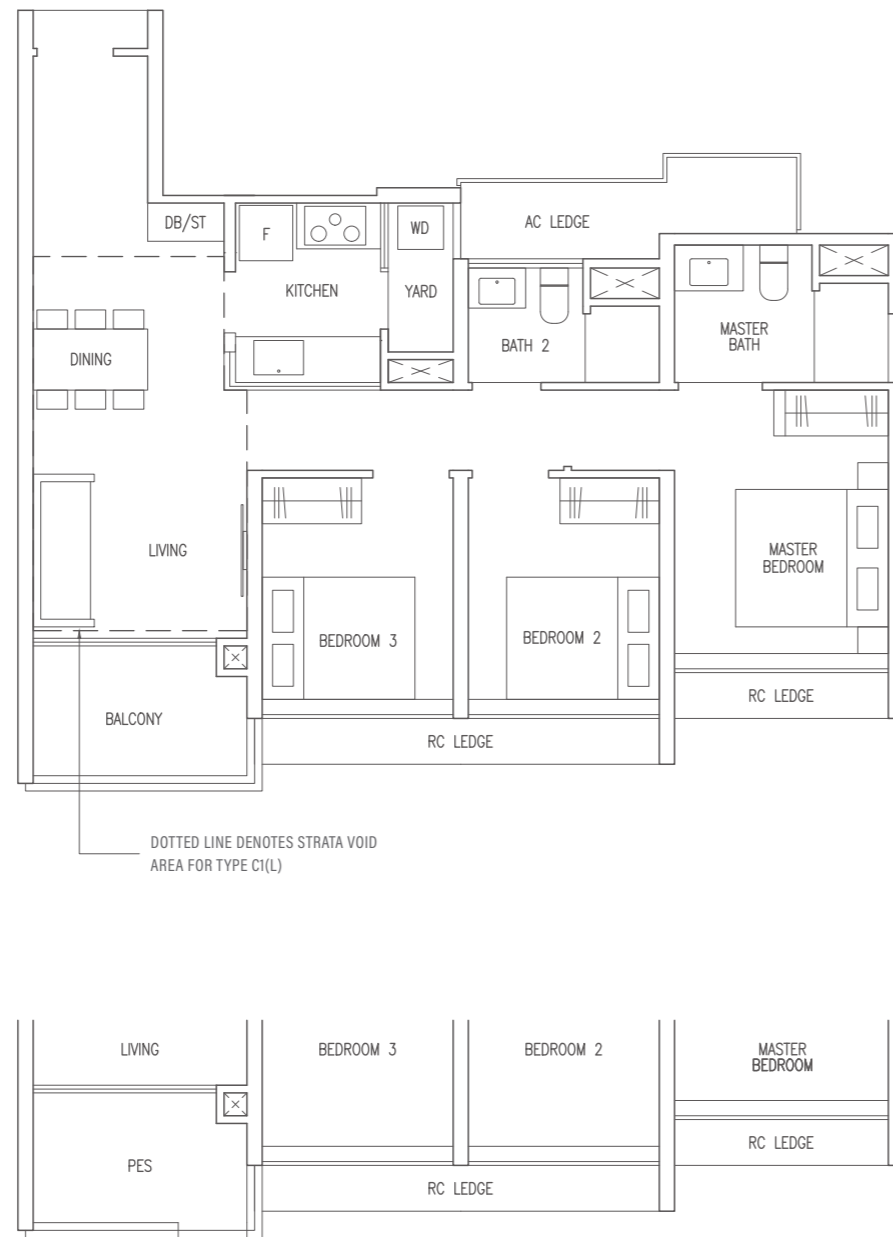 DB/ST
F
WD
AC LEDGE
KITCHEN
YARD
DINING
BATH 2
MASTER
BATH
LIVING
MASTER
BEDROOM
BEDROOM 3
BEDROOM 2
BALCONY
RC LEDGE
RC LEDGE
DOTTED LINE DENOTES STRATA VOID
AREA FOR TYPE C1(L)
LIVING
BEDROOM 3
BEDROOM 2
MASTER
BEDROOM
PES
RC LEDGE
RC LEDGE